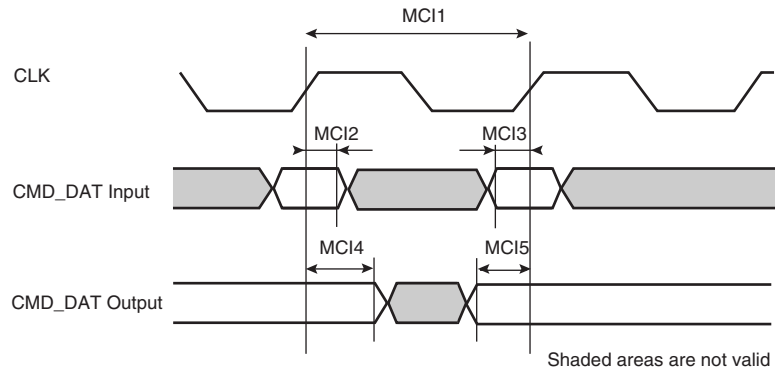 MCI1
CLK
MCI2
MCI3
CMD_DAT Input
MCI4
MCI5
CMD_DAT Output
Shaded areas are not valid